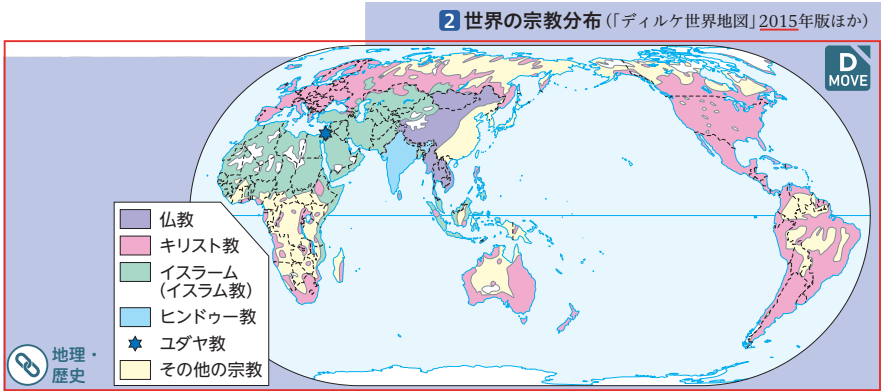 2 世界の宗教分布(「ディルケ世界地図」2015年版ほか)
D
MOVE
仏教
キリスト教
イスラーム
(イスラム教)
ヒンドゥー教
ユダヤ教
その他の宗教
地理・
歴史